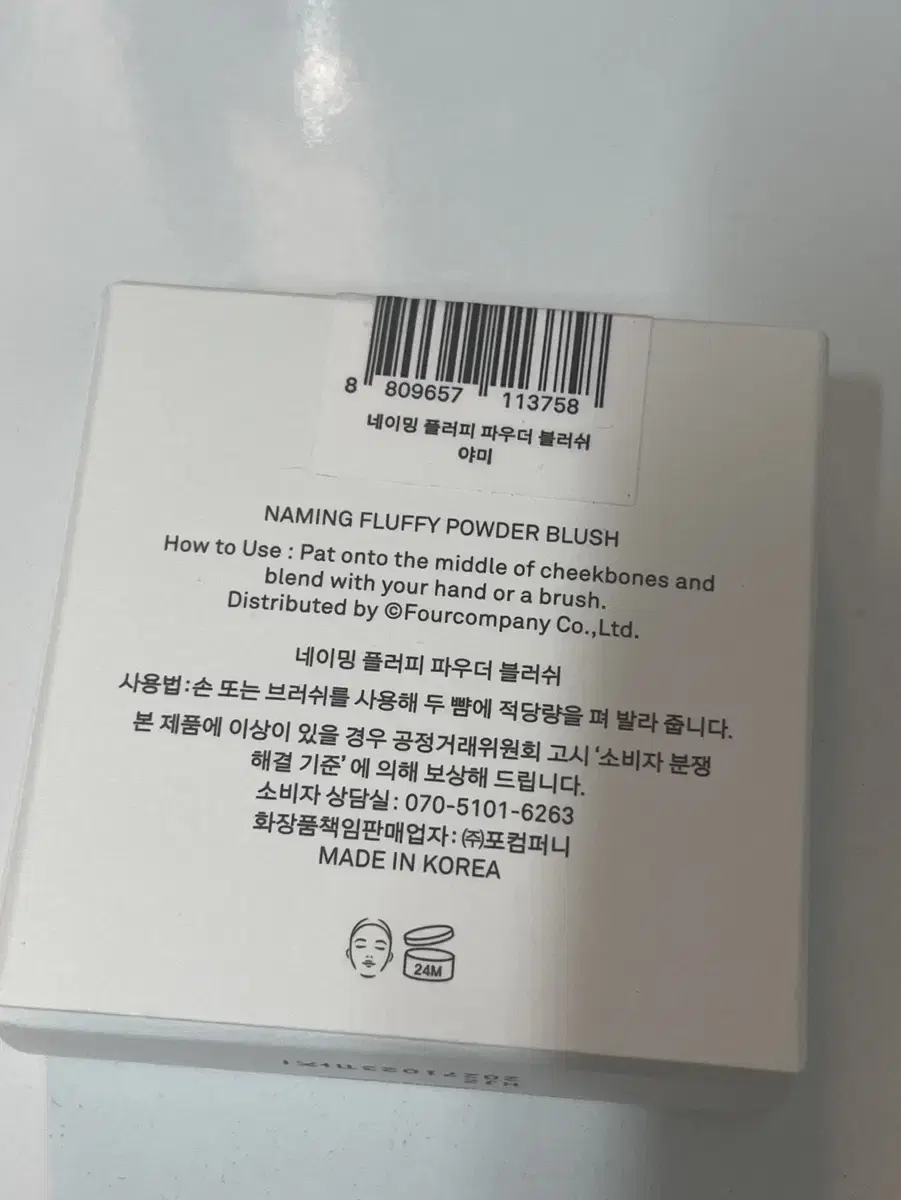 8 809657 113758
네이밍 플러피 파우더 블러쉬
야미
NAMING FLUFFY POWDER BLUSH
How to Use : Pat onto the middle of cheekbones and
blend with your hand or a brush.
Distributed by ©Fourcompany Co.,Ltd.
네이밍 플러피 파우더 블러쉬
사용법:손 또는 브러쉬를 사용해 두 뺨에 적당량을 펴 발라 줍니다.
본 제품에 이상이 있을 경우 공정거래위원회 고시 ‘소비자 분쟁
해결 기준’ 에 의해 보상해 드립니다.
소비자 상담실: 070-5101-6263
화장품책임판매업자: ㈜포컴퍼니
MADE IN KOREA
24M